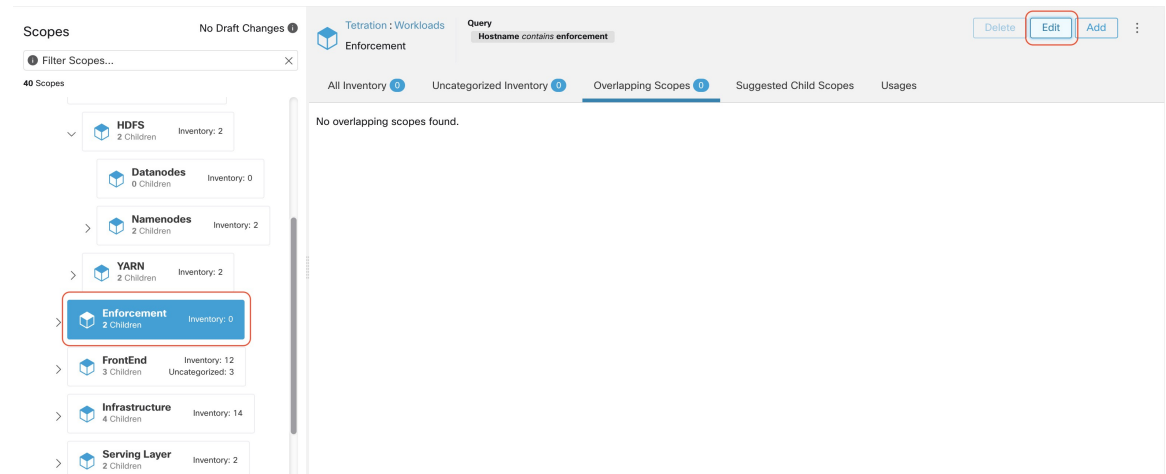 Scopes
No Draft Changes
Filter Scopes...
40 Scopes
HDFS
2 Children
Inventory: 2
Datanodes
0 Children
Inventory: 0
Namenodes
2 Children
Inventory: 2
YARN
2 Children
Inventory: 2
Enforcement
2 Children
Inventory: 0
FrontEnd
3 Children
Inventory: 12
Uncategorized: 3
Infrastructure
4 Children
Inventory: 14
Serving Layer
2 Children
Inventory: 2
Tetration : Workloads
Enforcement
Query
Hostname contains enforcement
Delete
Edit
Add
All Inventory 0
Uncategorized Inventory 0
Overlapping Scopes 0
Suggested Child Scopes
Usages
No overlapping scopes found.